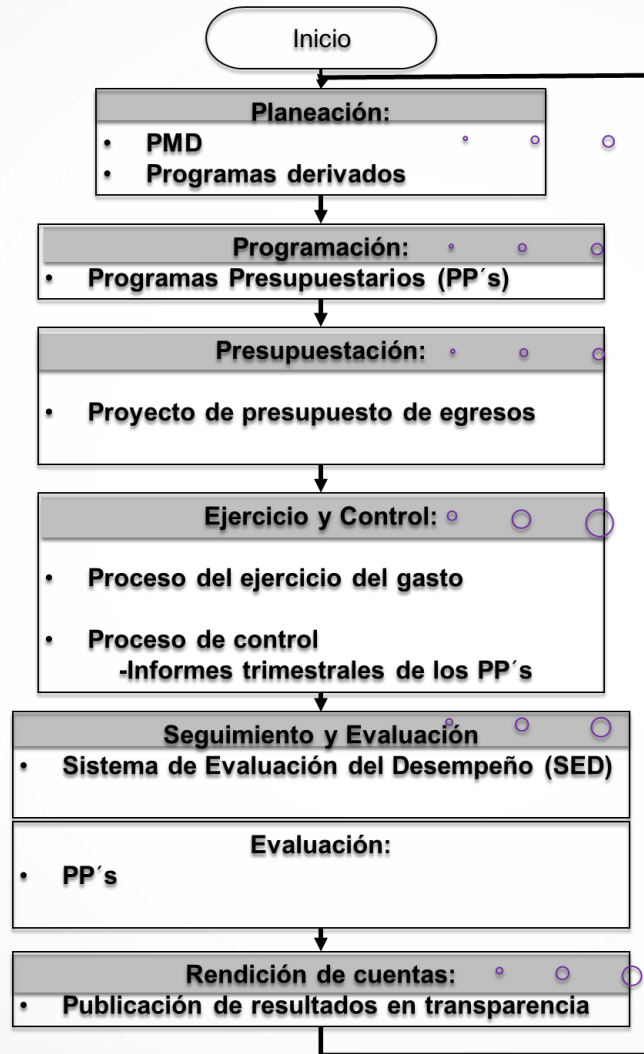 Inicio
Planeación:
• PMD
• Programas derivados
Programación:
• Programas Presupuestarios (PP´s)
Presupuestación:
• Proyecto de presupuesto de egresos
Ejercicio y Control:
• Proceso del ejercicio del gasto
• Proceso de control
-Informes trimestrales de los PP´s
Seguimiento y Evaluación
• Sistema de Evaluación del Desempeño (SED)
Evaluación:
• PP´s
Rendición de cuentas:
• Publicación de resultados en transparencia